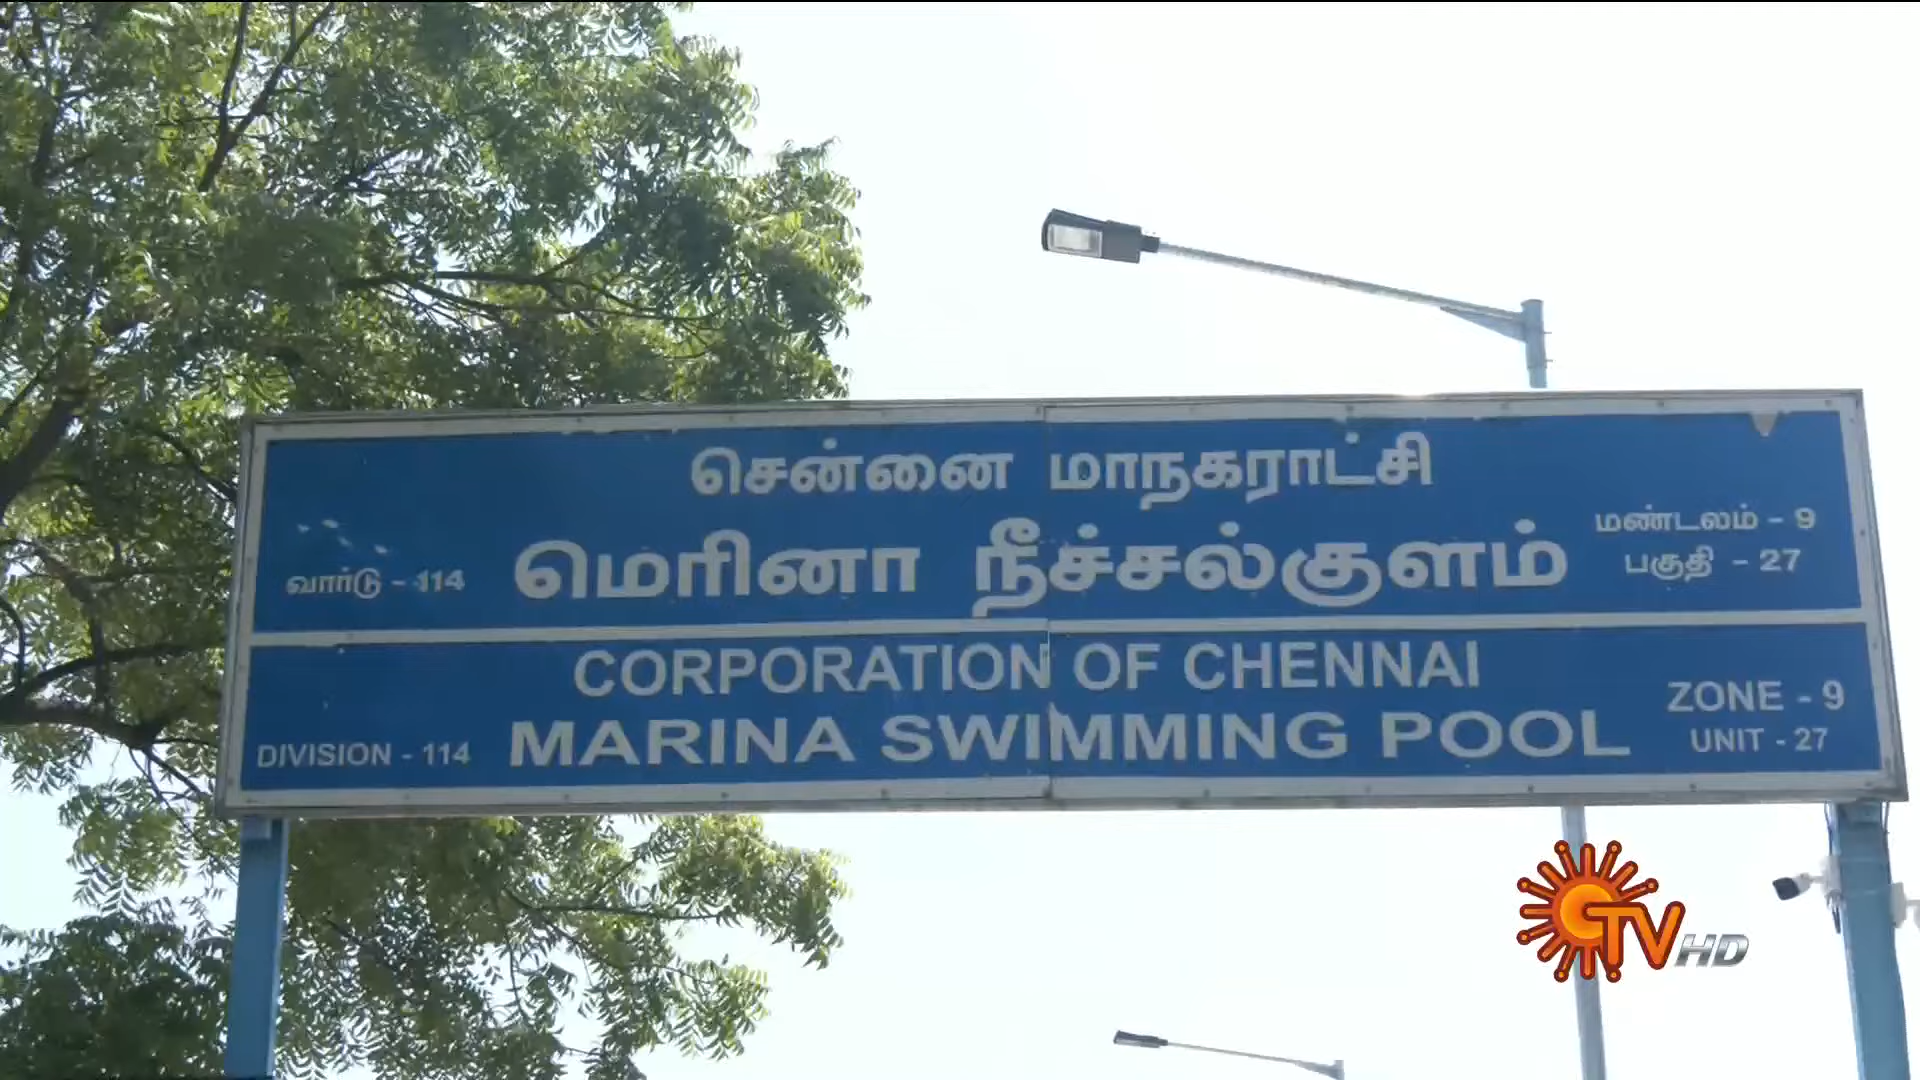 சென்னை மாநகராட்சி
வார்டு - 114 மெரினா நீச்சல்குளம் மண்டலம் - 9
பகுதி - 27
CORPORATION OF CHENNAI
DIVISION - 114 MARINA SWIMMING POOL ZONE - 9
UNIT - 27
TV HD